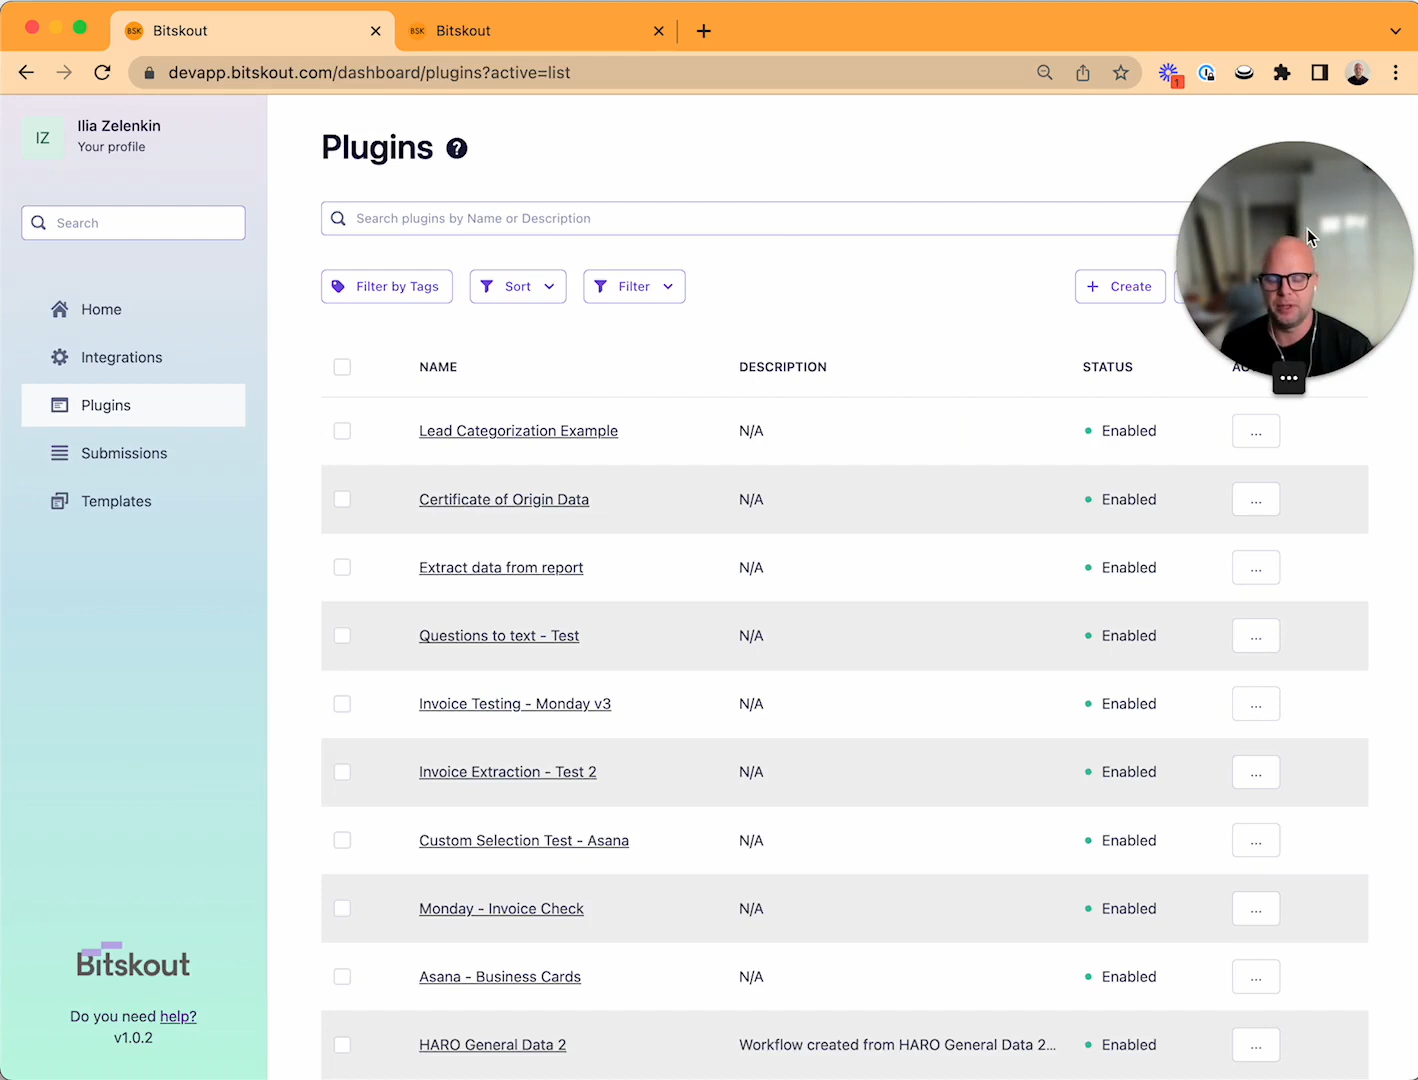 BSK Bitskout
BSK Bitskout
devapp.bitskout.com/dashboard/plugins?active=list
1
IZ
Ilia Zelenkin
Your profile
Search
Home
Integrations
Plugins
Submissions
Templates
Bitskout
Do you need help?
v1.0.2
Plugins ?
Search plugins by Name or Description
Filter by Tags
Sort
Filter
+ Create
NAME DESCRIPTION STATUS
Lead Categorization Example N/A Enabled ...
Certificate of Origin Data N/A Enabled ...
Extract data from report N/A Enabled ...
Questions to text - Test N/A Enabled ...
Invoice Testing - Monday v3 N/A Enabled ...
Invoice Extraction - Test 2 N/A Enabled ...
Custom Selection Test - Asana N/A Enabled ...
Monday - Invoice Check N/A Enabled ...
Asana - Business Cards N/A Enabled ...
HARO General Data 2 Workflow created from HARO General Data 2... Enabled ...